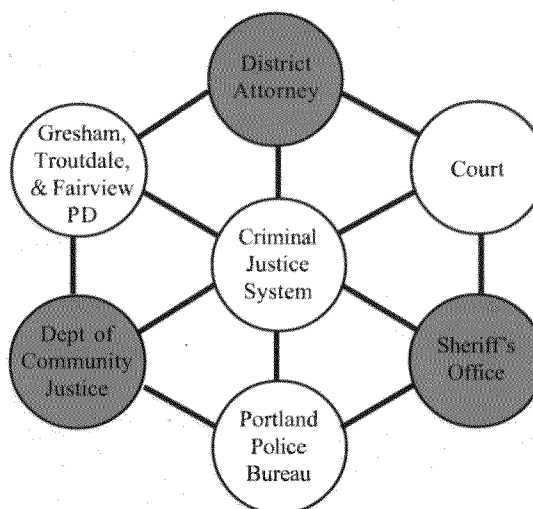 District
Attorney
Gresham,
Troutdale,
& Fairview
PD
Court
Criminal
Justice
System
Dept of
Community
Justice
Sheriff's
Office
Portland
Police
Bureau